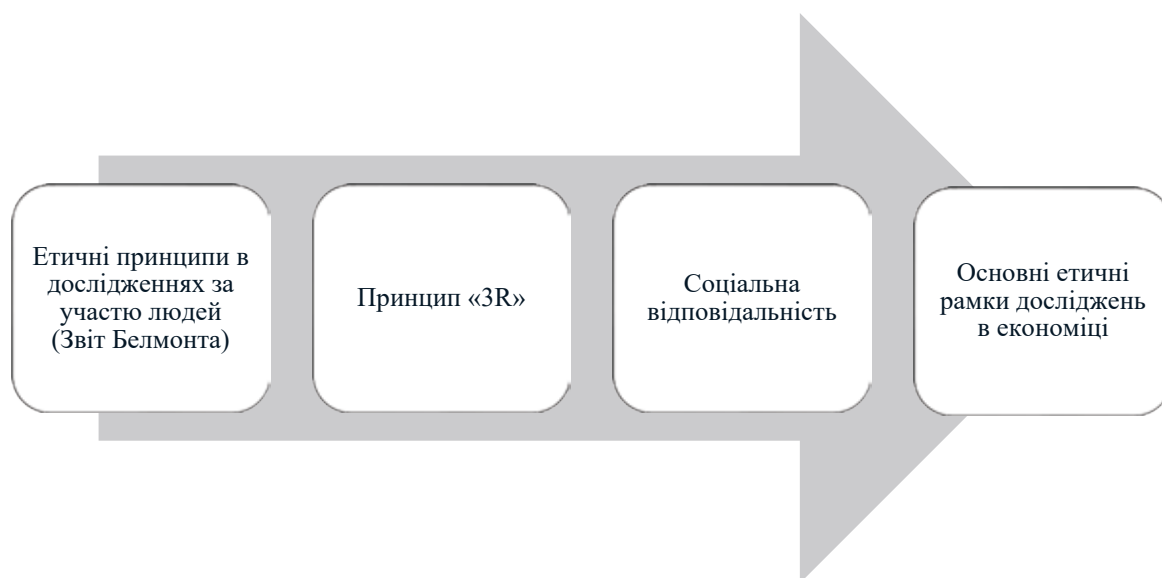 Етичні принципи в
дослідженнях за
участю людей
(Звіт Белмонта)
Принцип «3R»
Соціальна
відповідальність
Основні етичні
рамки досліджень
в економіці